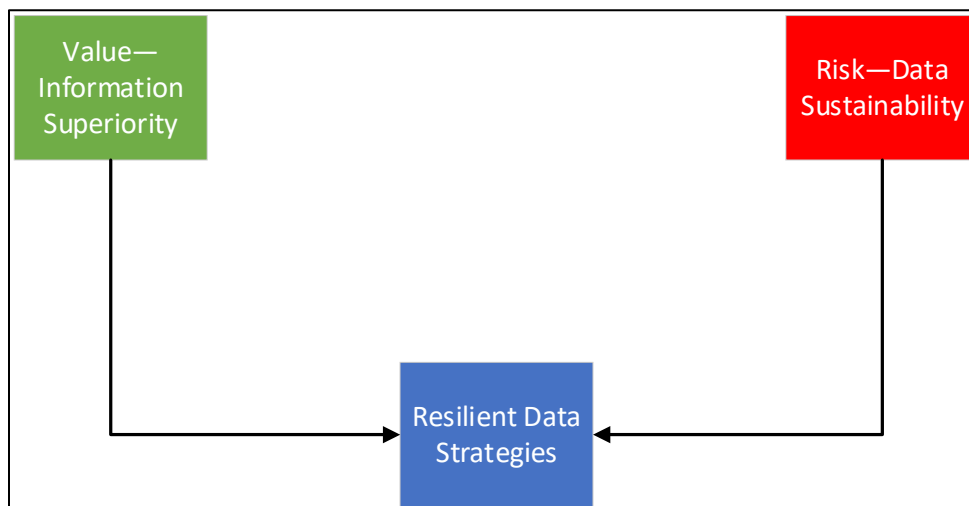 Value—
Information
Superiority
Risk—Data
Sustainability
Resilient Data
Strategies